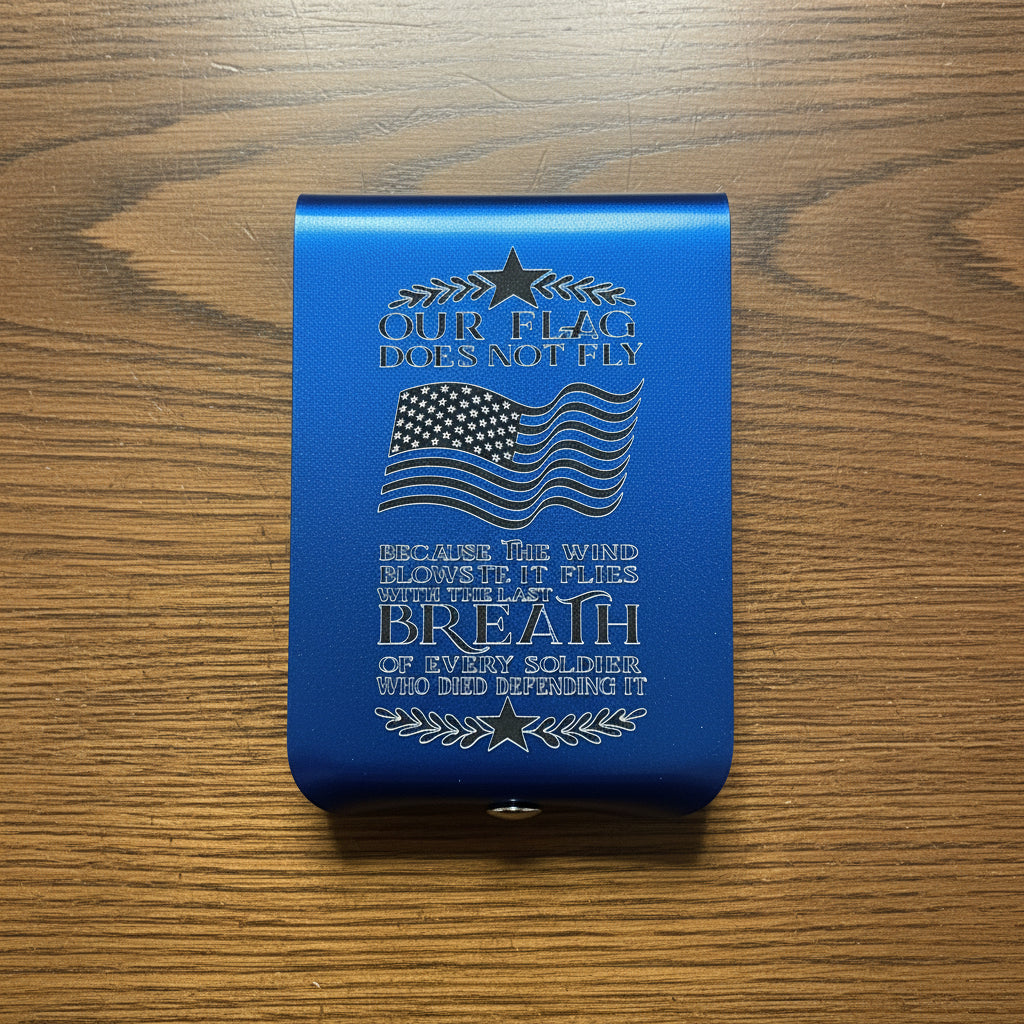 OUR FLAG
DOES NOT FLY
BECAUSE THE WIND
BLOWS IT. IT FLIES
WITH THE LAST
BREATH
OF EVERY SOLDIER
WHO DIED DEFENDING IT